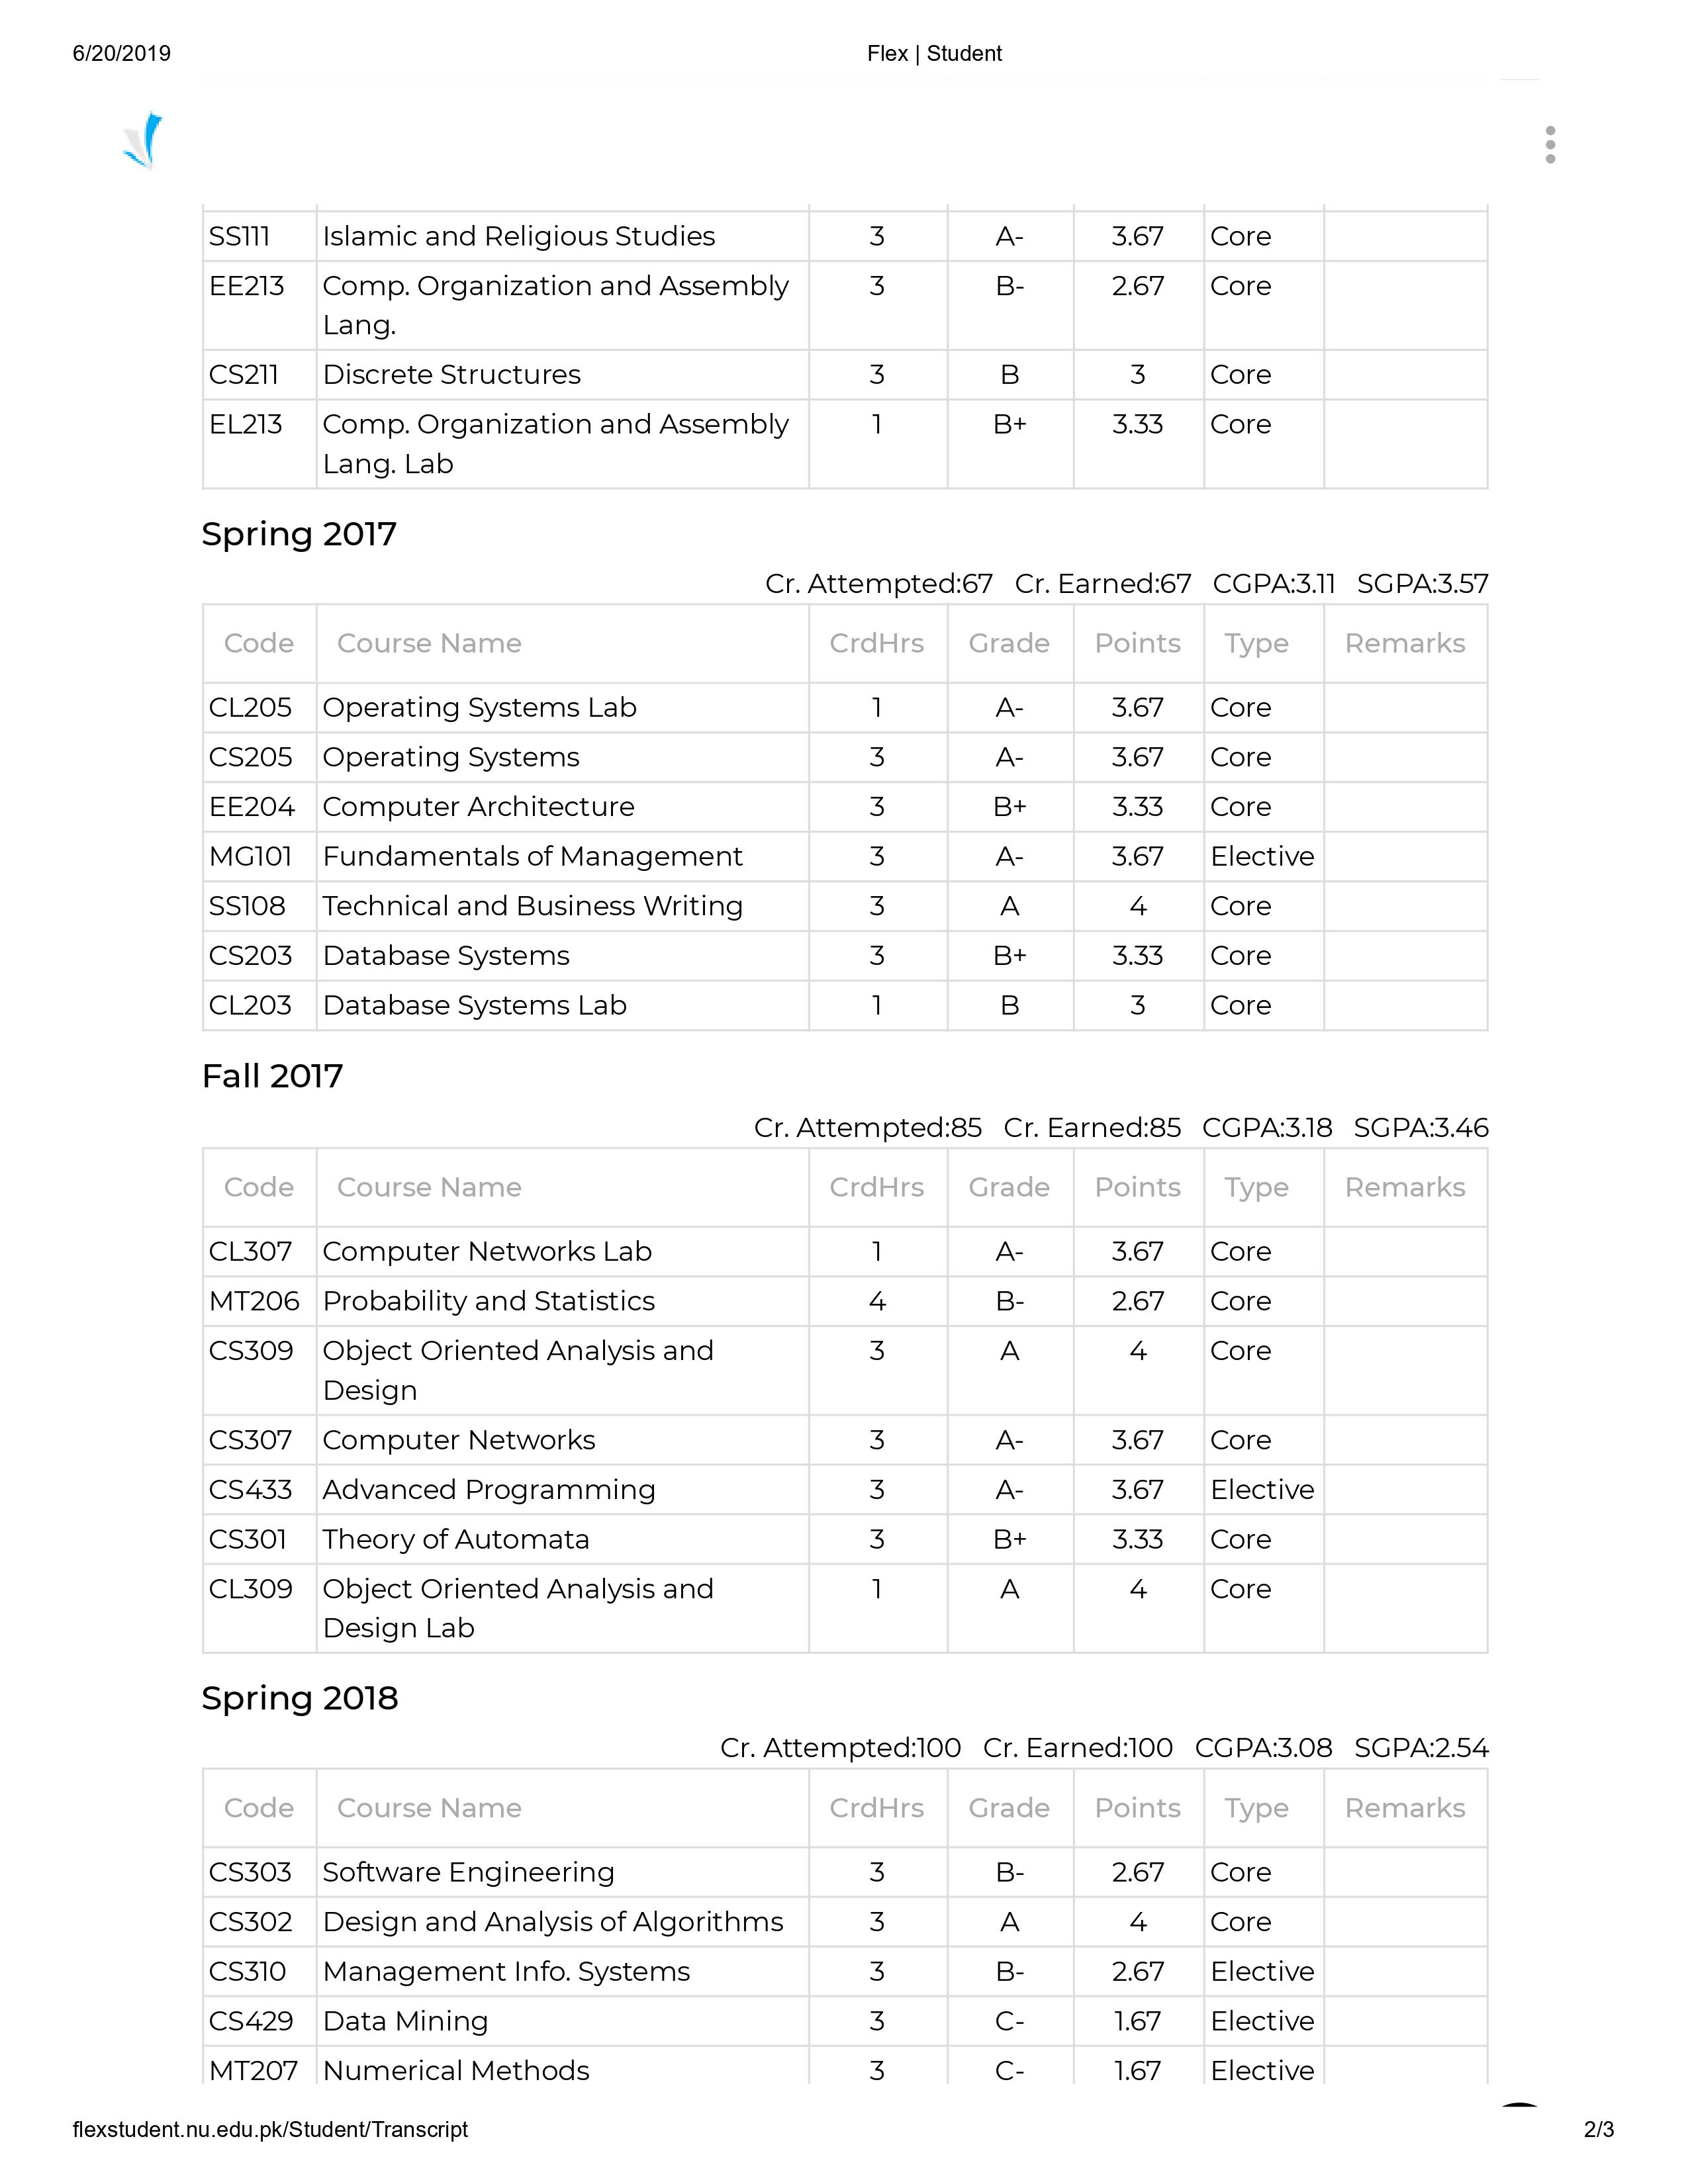 6/20/2019 Flex | Student
SS111 Islamic and Religious Studies 3 A- 3.67 Core
EE213 Comp. Organization and Assembly 3 B- 2.67 Core
Lang.
CS211 Discrete Structures 3 B 3 Core
EL213 Comp. Organization and Assembly 1 B+ 3.33 Core
Lang. Lab
Spring 2017
Cr. Attempted:67 Cr. Earned:67 CGPA:3.11 SGPA:3.57
Code Course Name CrdHrs Grade Points Type Remarks
CL205 Operating Systems Lab 1 A- 3.67 Core
CS205 Operating Systems 3 A- 3.67 Core
EE204 Computer Architecture 3 B+ 3.33 Core
MG101 Fundamentals of Management 3 A- 3.67 Elective
SS108 Technical and Business Writing 3 A 4 Core
CS203 Database Systems 3 B+ 3.33 Core
CL203 Database Systems Lab 1 B 3 Core
Fall 2017
Cr. Attempted:85 Cr. Earned:85 CGPA:3.18 SGPA:3.46
Code Course Name CrdHrs Grade Points Type Remarks
CL307 Computer Networks Lab 1 A- 3.67 Core
MT206 Probability and Statistics 4 B- 2.67 Core
CS309 Object Oriented Analysis and 3 A 4 Core
Design
CS307 Computer Networks 3 A- 3.67 Core
CS433 Advanced Programming 3 A- 3.67 Elective
CS301 Theory of Automata 3 B+ 3.33 Core
CL309 Object Oriented Analysis and 1 A 4 Core
Design Lab
Spring 2018
Cr. Attempted:100 Cr. Earned:100 CGPA:3.08 SGPA:2.54
Code Course Name CrdHrs Grade Points Type Remarks
CS303 Software Engineering 3 B- 2.67 Core
CS302 Design and Analysis of Algorithms 3 A 4 Core
CS310 Management Info. Systems 3 B- 2.67 Elective
CS429 Data Mining 3 C- 1.67 Elective
MT207 Numerical Methods 3 C- 1.67 Elective
flexstudent.nu.edu.pk/Student/Transcript 2/3